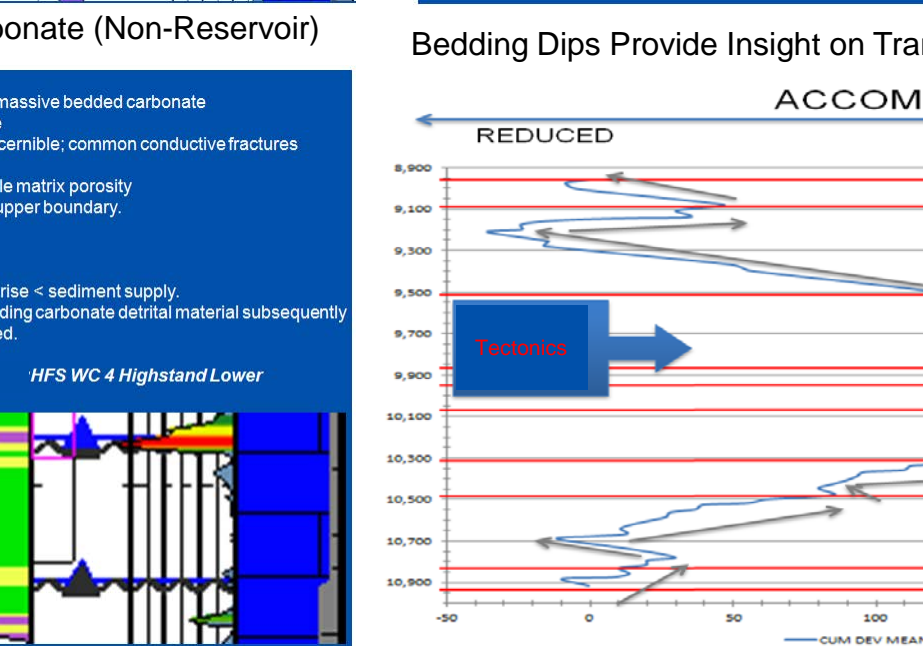 onate (Non-Reservoir)
massive bedded carbonate
e
cernible; common conductive fractures
le matrix porosity
upper boundary.
rise < sediment supply.
ding carbonate detrital material subsequently
ed.
HFS WC 4 Highstand Lower
Bedding Dips Provide Insight on Tra
ACCOM
REDUCED
8,900
9,100
9,300
9,500
9,700
9,900
10,100
10,300
10,500
10,700
10,900
Tectonics
-50 0 50 100
CUM DEV MEAN